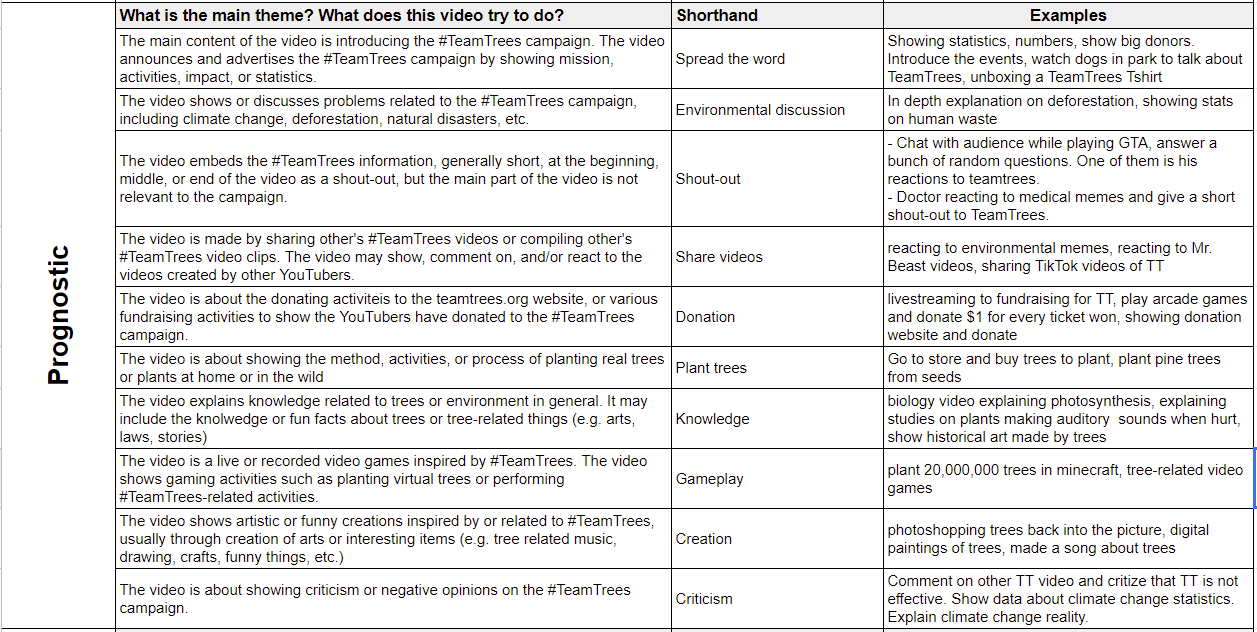 What is the main theme? What does this video try to do?
Shorthand
Examples
Prognostic
The main content of the video is introducing the #TeamTrees campaign. The video
announces and advertises the #TeamTrees campaign by showing mission,
activities, impact, or statistics.
Spread the word
Showing statistics, numbers, show big donors.
Introduce the events, watch dogs in park to talk about
TeamTrees, unboxing a TeamTrees Tshirt
The video shows or discusses problems related to the #TeamTrees campaign,
including climate change, deforestation, natural disasters, etc.
Environmental discussion
In depth explanation on deforestation, showing stats
on human waste
The video embeds the #TeamTrees information, generally short, at the beginning,
middle, or end of the video as a shout-out, but the main part of the video is not
relevant to the campaign.
Shout-out
- Chat with audience while playing GTA, answer a
bunch of random questions. One of them is his
reactions to teamtrees.
- Doctor reacting to medical memes and give a short
shout-out to TeamTrees.
The video is made by sharing other's #TeamTrees videos or compiling other's
#TeamTrees video clips. The video may show, comment on, and/or react to the
videos created by other YouTubers.
Share videos
reacting to environmental memes, reacting to Mr.
Beast videos, sharing TikTok videos of TT
The video is about the donating activiteis to the teamtrees.org website, or various
fundraising activities to show the YouTubers have donated to the #TeamTrees
campaign.
Donation
livestreaming to fundraising for TT, play arcade games
and donate $1 for every ticket won, showing donation
website and donate
The video is about showing the method, activities, or process of planting real trees
or plants at home or in the wild
Plant trees
Go to store and buy trees to plant, plant pine trees
from seeds
The video explains knowledge related to trees or environment in general. It may
include the knolwedge or fun facts about trees or tree-related things (e.g. arts,
laws, stories)
Knowledge
biology video explaining photosynthesis, explaining
studies on plants making auditory  sounds when hurt,
show historical art made by trees
The video is a live or recorded video games inspired by #TeamTrees. The video
shows gaming activities such as planting virtual trees or performing
#TeamTrees-related activities.
Gameplay
plant 20,000,000 trees in minecraft, tree-related video
games
The video shows artistic or funny creations inspired by or related to #TeamTrees,
usually through creation of arts or interesting items (e.g. tree related music,
drawing, crafts, funny things, etc.)
Creation
photoshopping trees back into the picture, digital
paintings of trees, made a song about trees
The video is about showing criticism or negative opinions on the #TeamTrees
campaign.
Criticism
Comment on other TT video and critize that TT is not
effective. Show data about climate change statistics.
Explain climate change reality.